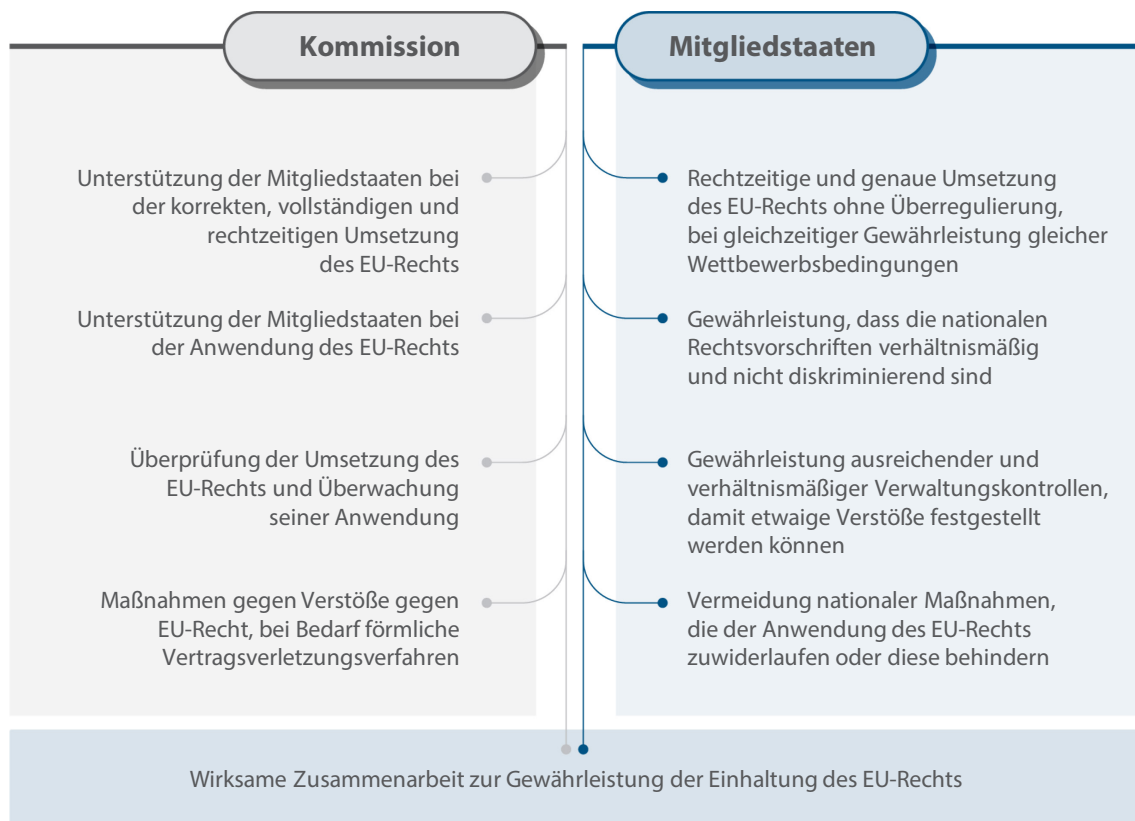 Kommission
Unterstützung der Mitgliedstaaten bei
der korrekten, vollständigen und
rechtzeitigen Umsetzung
des EU-Rechts
Unterstützung der Mitgliedstaaten bei
der Anwendung des EU-Rechts
Überprüfung der Umsetzung des
EU-Rechts und Überwachung
seiner Anwendung
Maßnahmen gegen Verstöße gegen
EU-Recht, bei Bedarf förmliche
Vertragsverletzungsverfahren
Mitgliedstaaten
Rechtzeitige und genaue Umsetzung
des EU-Rechts ohne Überregulierung,
bei gleichzeitiger Gewährleistung gleicher
Wettbewerbsbedingungen
Gewährleistung, dass die nationalen
Rechtsvorschriften verhältnismäßig
und nicht diskriminierend sind
Gewährleistung ausreichender und
verhältnismäßiger Verwaltungskontrollen,
damit etwaige Verstöße festgestellt
werden können
Vermeidung nationaler Maßnahmen,
die der Anwendung des EU-Rechts
zuwiderlaufen oder diese behindern
Wirksame Zusammenarbeit zur Gewährleistung der Einhaltung des EU-Rechts